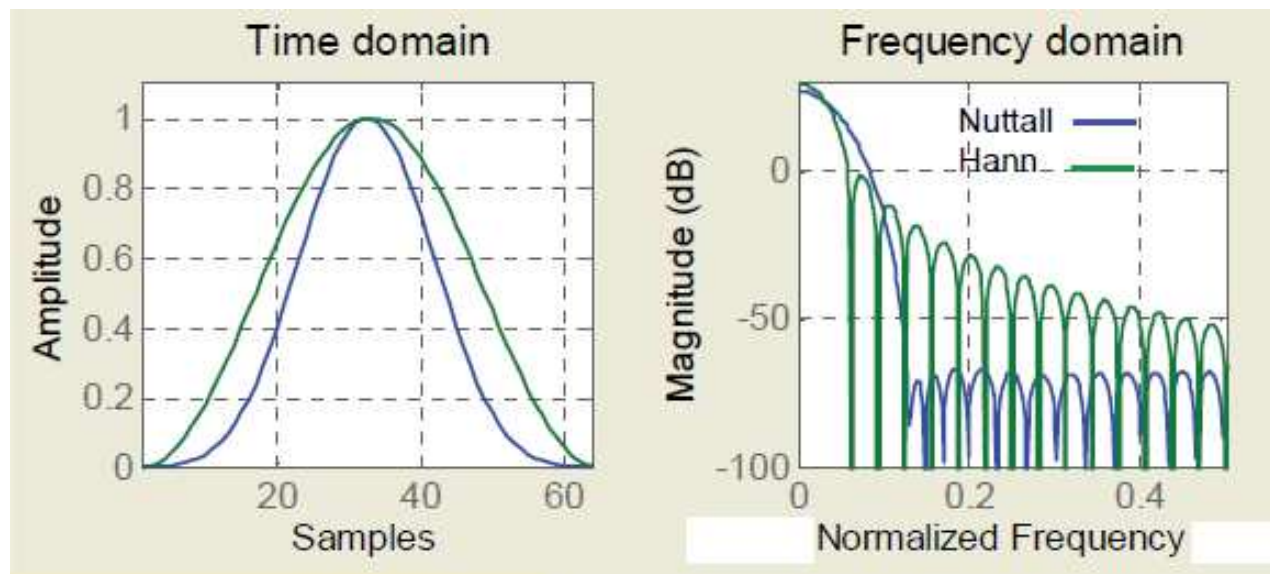 Time domain
Amplitude
1
0.8
0.6
0.4
0.2
0
20 40 60
Samples
Frequency domain
Nuttall
Hann
Magnitude (dB)
0
-50
-100
0 0.2 0.4
Normalized Frequency